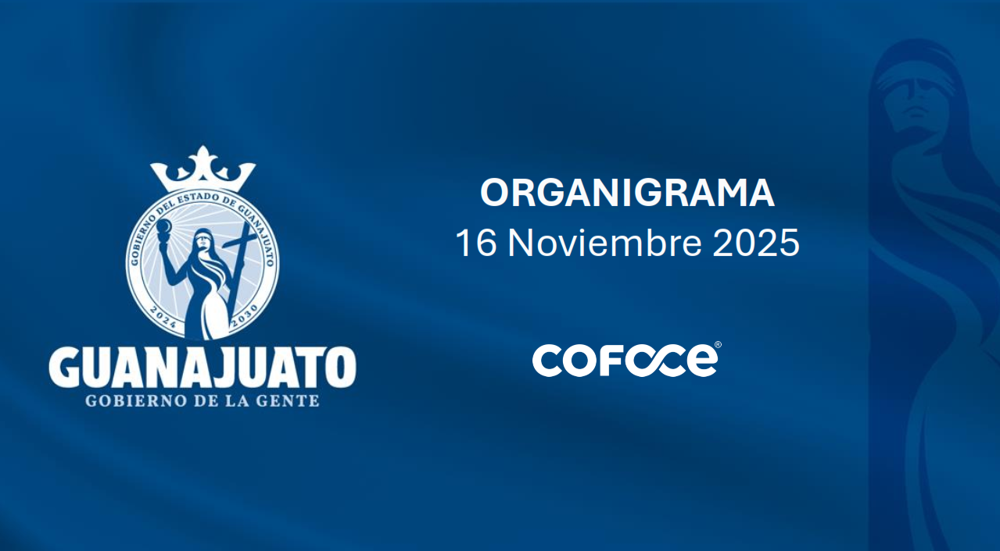 GOBIERNO DEL ESTADO DE GUANAJUATO
2024 2030
GUANAJUATO
GOBIERNO DE LA GENTE
ORGANIGRAMA
16 Noviembre 2025
COFOCE®